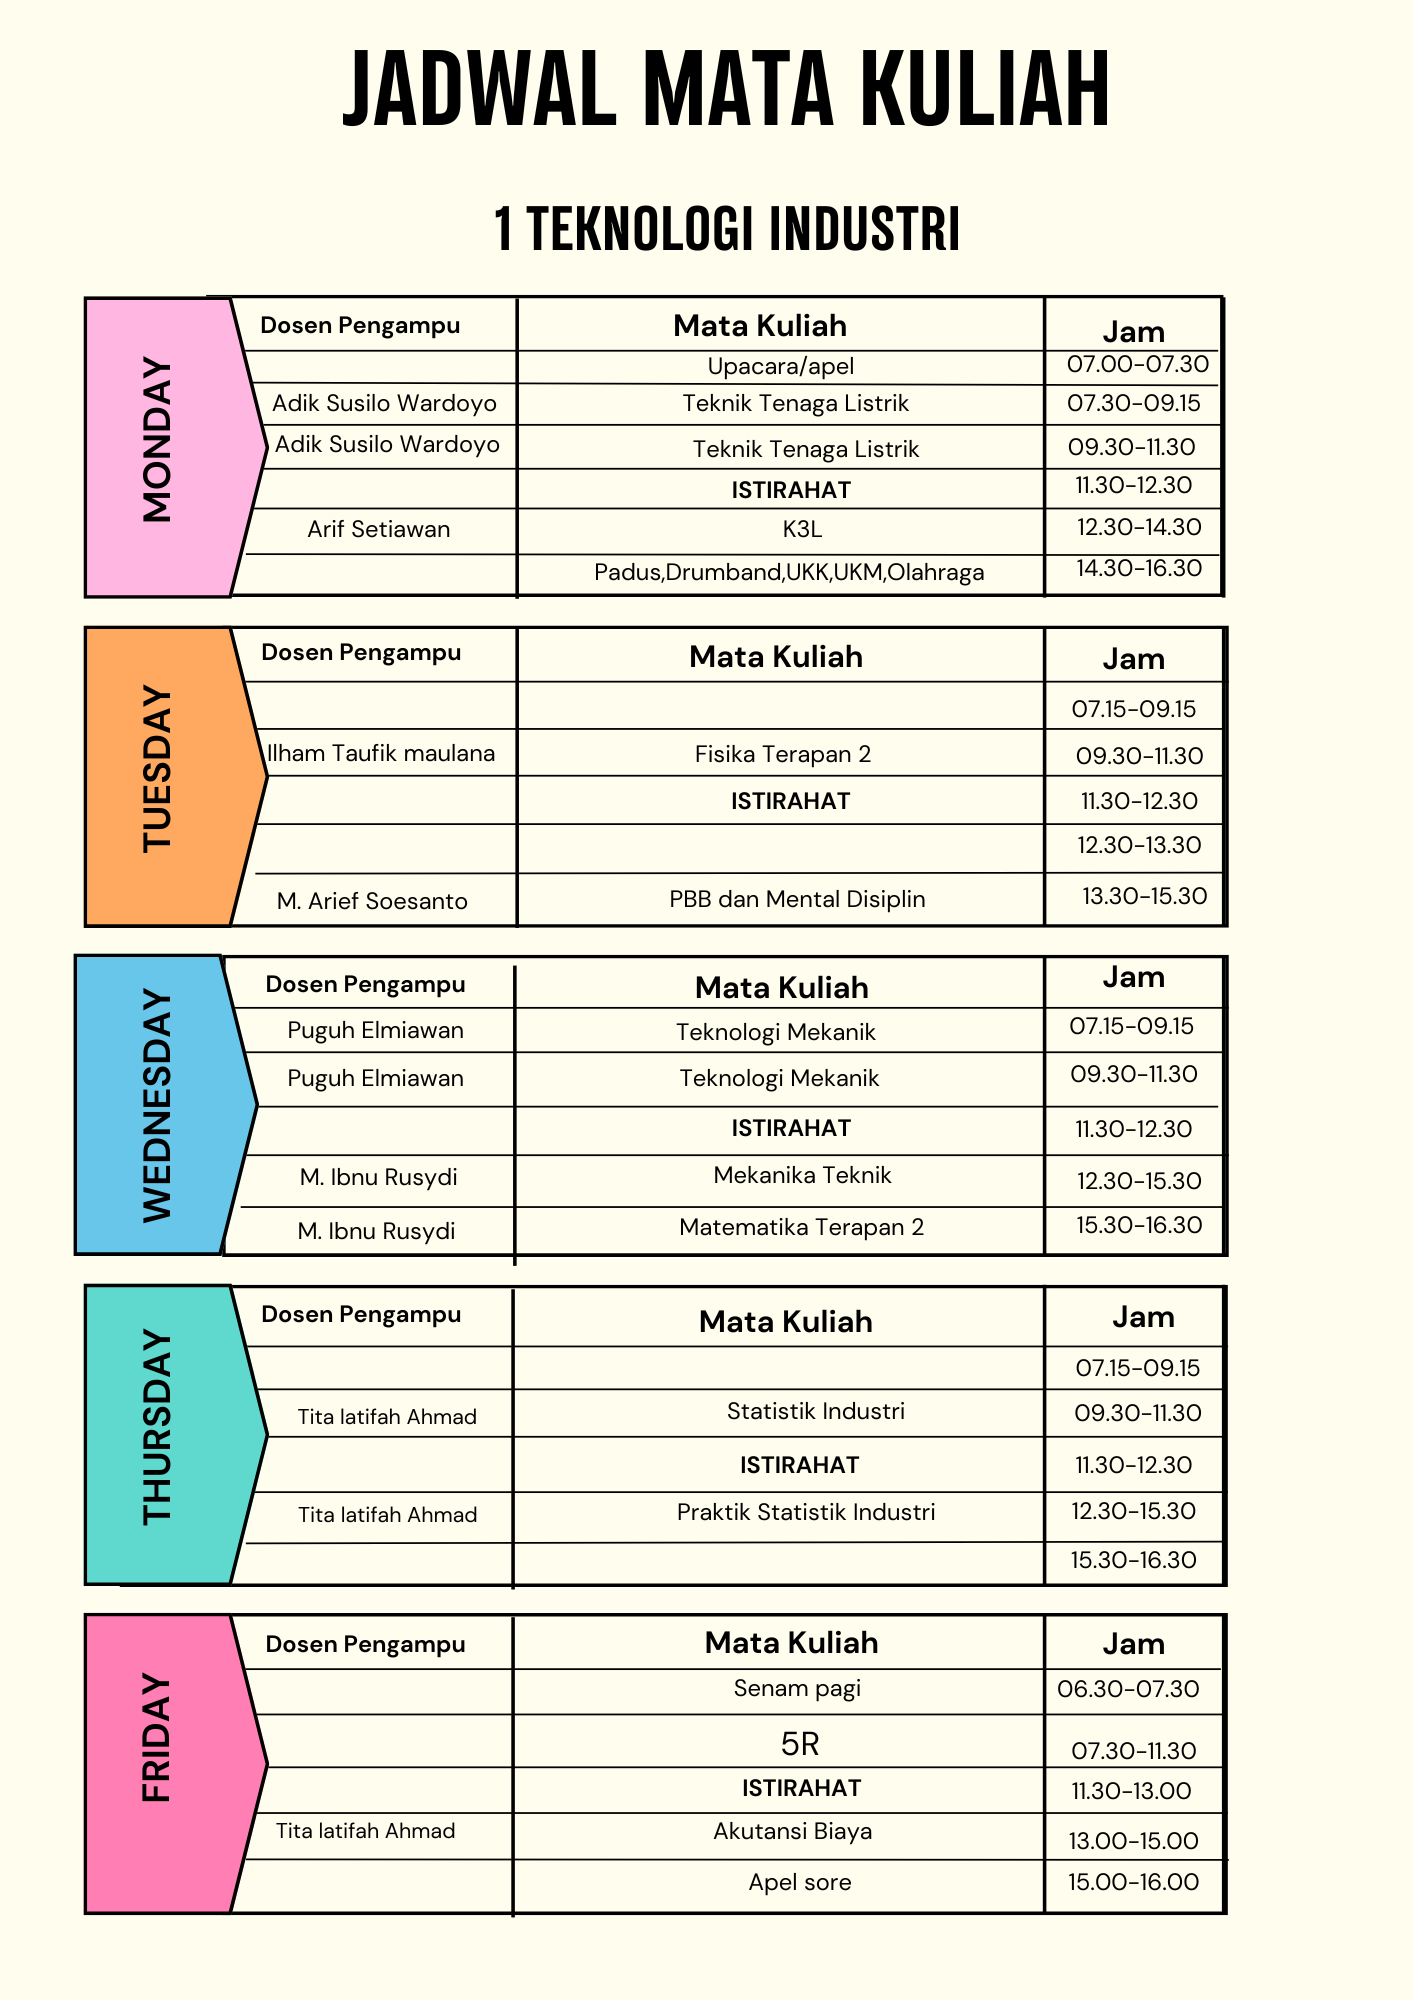 JADWAL MATA KULIAH
1 TEKNOLOGI INDUSTRI
MONDAY
Dosen Pengampu Mata Kuliah Jam
Upacara/apel 07.00-07.30
Adik Susilo Wardoyo Teknik Tenaga Listrik 07.30-09.15
Adik Susilo Wardoyo Teknik Tenaga Listrik 09.30-11.30
ISTIRAHAT 11.30-12.30
Arif Setiawan K3L 12.30-14.30
Padus,Drumband,UKK,UKM,Olahraga 14.30-16.30
TUESDAY
Dosen Pengampu Mata Kuliah Jam
07.15-09.15
Ilham Taufik maulana Fisika Terapan 2 09.30-11.30
ISTIRAHAT 11.30-12.30
12.30-13.30
M. Arief Soesanto PBB dan Mental Disiplin 13.30-15.30
WEDNESDAY
Dosen Pengampu Mata Kuliah Jam
Puguh Elmiawan Teknologi Mekanik 07.15-09.15
Puguh Elmiawan Teknologi Mekanik 09.30-11.30
ISTIRAHAT 11.30-12.30
M. Ibnu Rusydi Mekanika Teknik 12.30-15.30
M. Ibnu Rusydi Matematika Terapan 2 15.30-16.30
THURSDAY
Dosen Pengampu Mata Kuliah Jam
07.15-09.15
Tita latifah Ahmad Statistik Industri 09.30-11.30
ISTIRAHAT 11.30-12.30
Tita latifah Ahmad Praktik Statistik Industri 12.30-15.30
15.30-16.30
FRIDAY
Dosen Pengampu Mata Kuliah Jam
Senam pagi 06.30-07.30
5R 07.30-11.30
ISTIRAHAT 11.30-13.00
Tita latifah Ahmad Akutansi Biaya 13.00-15.00
Apel sore 15.00-16.00